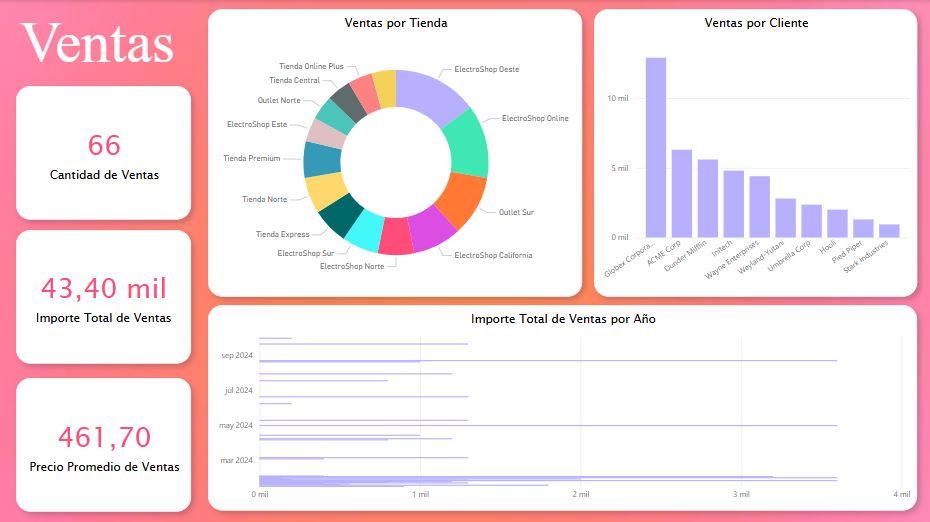 Ventas
66
Cantidad de Ventas
43,40 mil
Importe Total de Ventas
461,70
Precio Promedio de Ventas
Ventas por Tienda
Tienda Online Plus
Tienda Central
Outlet Norte
ElectroShop Este
Tienda Premium
Tienda Norte
Tienda Express
ElectroShop Sur
ElectroShop Norte
ElectroShop Oeste
ElectroShop Online
Outlet Sur
ElectroShop California
Ventas por Cliente
10 mil
5 mil
0 mil
Globex Corpora...
ACME Corp
Dunder Mifflin
Initech
Wayne Enterprises
Weyland-Yutani
Umbrella Corp
Hooli
Pied Piper
Stark Industries
Importe Total de Ventas por Año
sep 2024
jul 2024
may 2024
mar 2024
0 mil
1 mil
2 mil
3 mil
4 mil